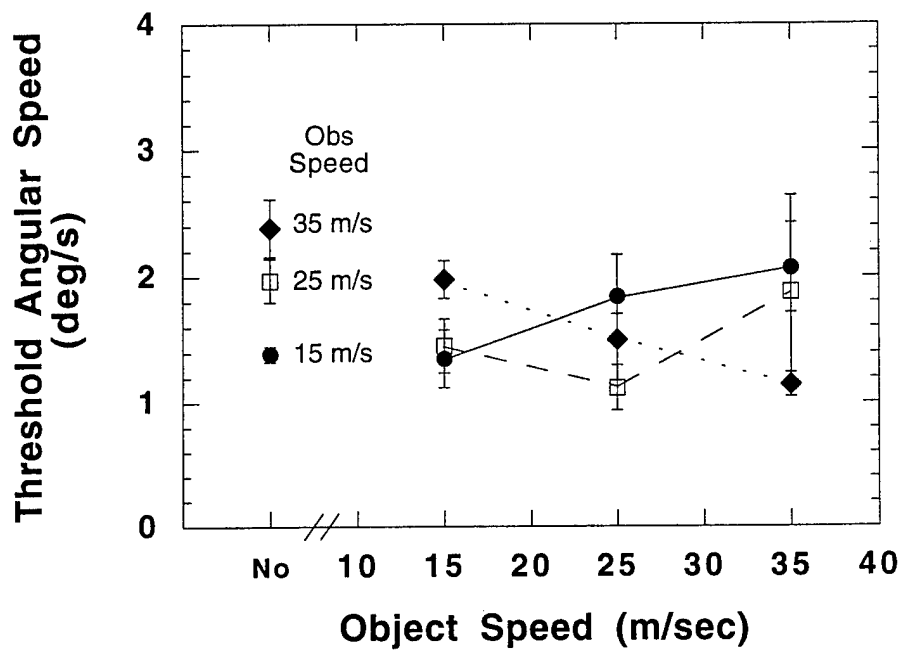 Threshold Angular Speed
(deg/s)
4
3
2
1
0
Obs
Speed
35 m/s
25 m/s
15 m/s
No 10 15 20 25 30 35 40
Object Speed (m/sec)